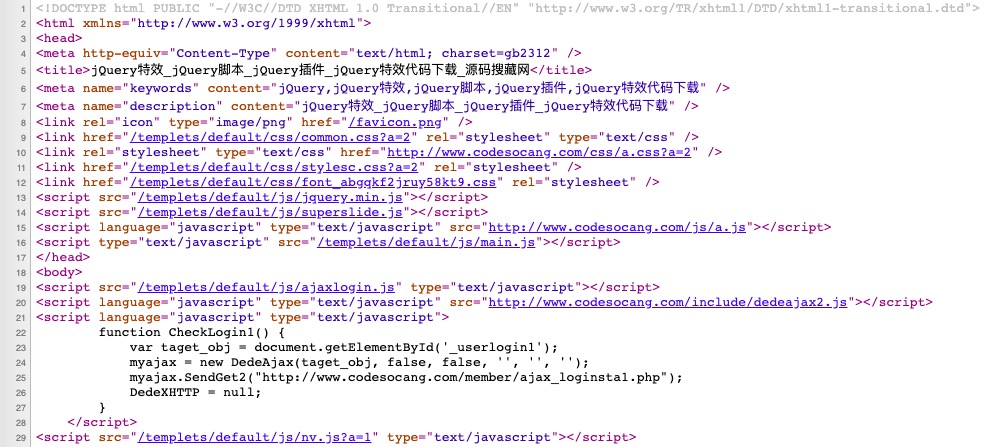 1 <!DOCTYPE html PUBLIC "-//W3C//DTD XHTML 1.0 Transitional//EN" "http://www.w3.org/TR/xhtml1/DTD/xhtml1-transitional.dtd">
2 <html xmlns="http://www.w3.org/1999/xhtml">
3 <head>
4 <meta http-equiv="Content-Type" content="text/html; charset=gb2312" />
5 <title>jQuery特效_jQuery脚本_jQuery插件_jQuery特效代码下载_源码搜藏网</title>
6 <meta name="keywords" content="jQuery,jQuery特效,jQuery脚本,jQuery插件,jQuery特效代码下载" />
7 <meta name="description" content="jQuery特效_jQuery脚本_jQuery插件_jQuery特效代码下载" />
8 <link rel="icon" type="image/png" href="/favicon.png" />
9 <link href="/templets/default/css/common.css?a=2" rel="stylesheet" type="text/css" />
10 <link rel="stylesheet" type="text/css" href="http://www.codesocang.com/css/a.css?a=2" />
11 <link href="/templets/default/css/stylesc.css?a=2" rel="stylesheet" />
12 <link href="/templets/default/css/font_abgqkf2jruy58kt9.css" rel="stylesheet" />
13 <script src="/templets/default/js/jquery.min.js"></script>
14 <script src="/templets/default/js/superslide.js"></script>
15 <script language="javascript" type="text/javascript" src="http://www.codesocang.com/js/a.js"></script>
16 <script type="text/javascript" src="/templets/default/js/main.js"></script>
17 </head>
18 <body>
19 <script src="/templets/default/js/ajaxlogin.js" type="text/javascript"></script>
20 <script language="javascript" type="text/javascript" src="http://www.codesocang.com/include/dedeajax2.js"></script>
21 <script language="javascript" type="text/javascript">
22 function CheckLogin1() {
23 var taget_obj = document.getElementById('_userlogin1');
24 myajax = new DedeAjax(taget_obj, false, false, '', '', '');
25 myajax.SendGet2("http://www.codesocang.com/member/ajax_loginsta1.php");
26 DedeXHTTP = null;
27 }
28 </script>
29 <script src="/templets/default/js/nv.js?a=1" type="text/javascript"></script>